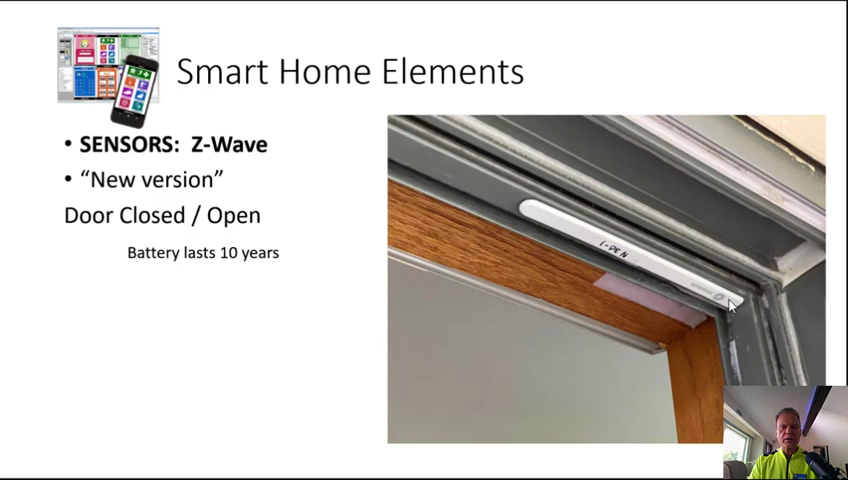 Smart Home Elements
• SENSORS: Z-Wave
• “New version”
Door Closed / Open
Battery lasts 10 years